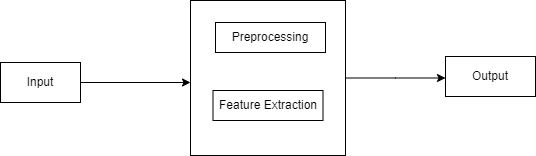 Preprocessing
Input
Output
Feature Extraction